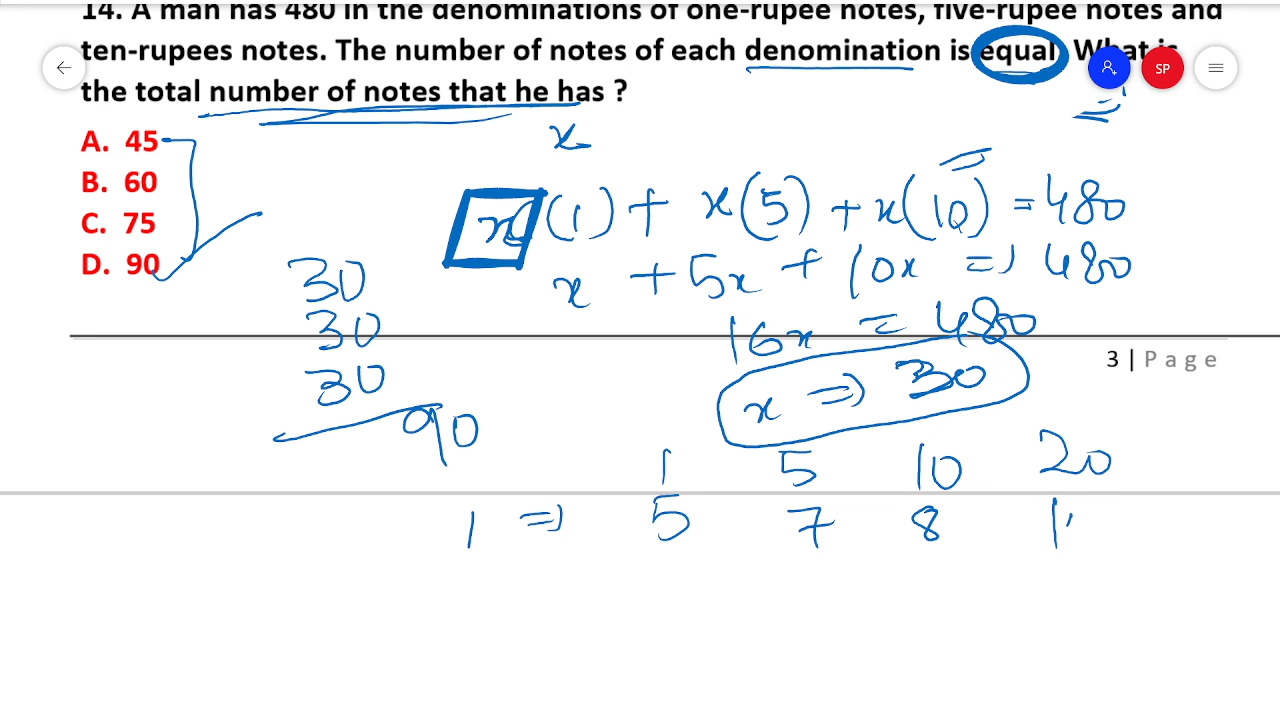 14. A man has 480 in the denominations of one-rupee notes, five-rupee notes and
ten-rupees notes. The number of notes of each denomination is equal. What is
the total number of notes that he has ?
SP
x
A. 45
B. 60
C. 75
D. 90
x(1) + x(5) + x(10) = 480
x + 5x + 10x => 480
16x = 480
x => 30
30
30
30
90
3 | Page
1 5 10 20
1 => 5 7 8 1